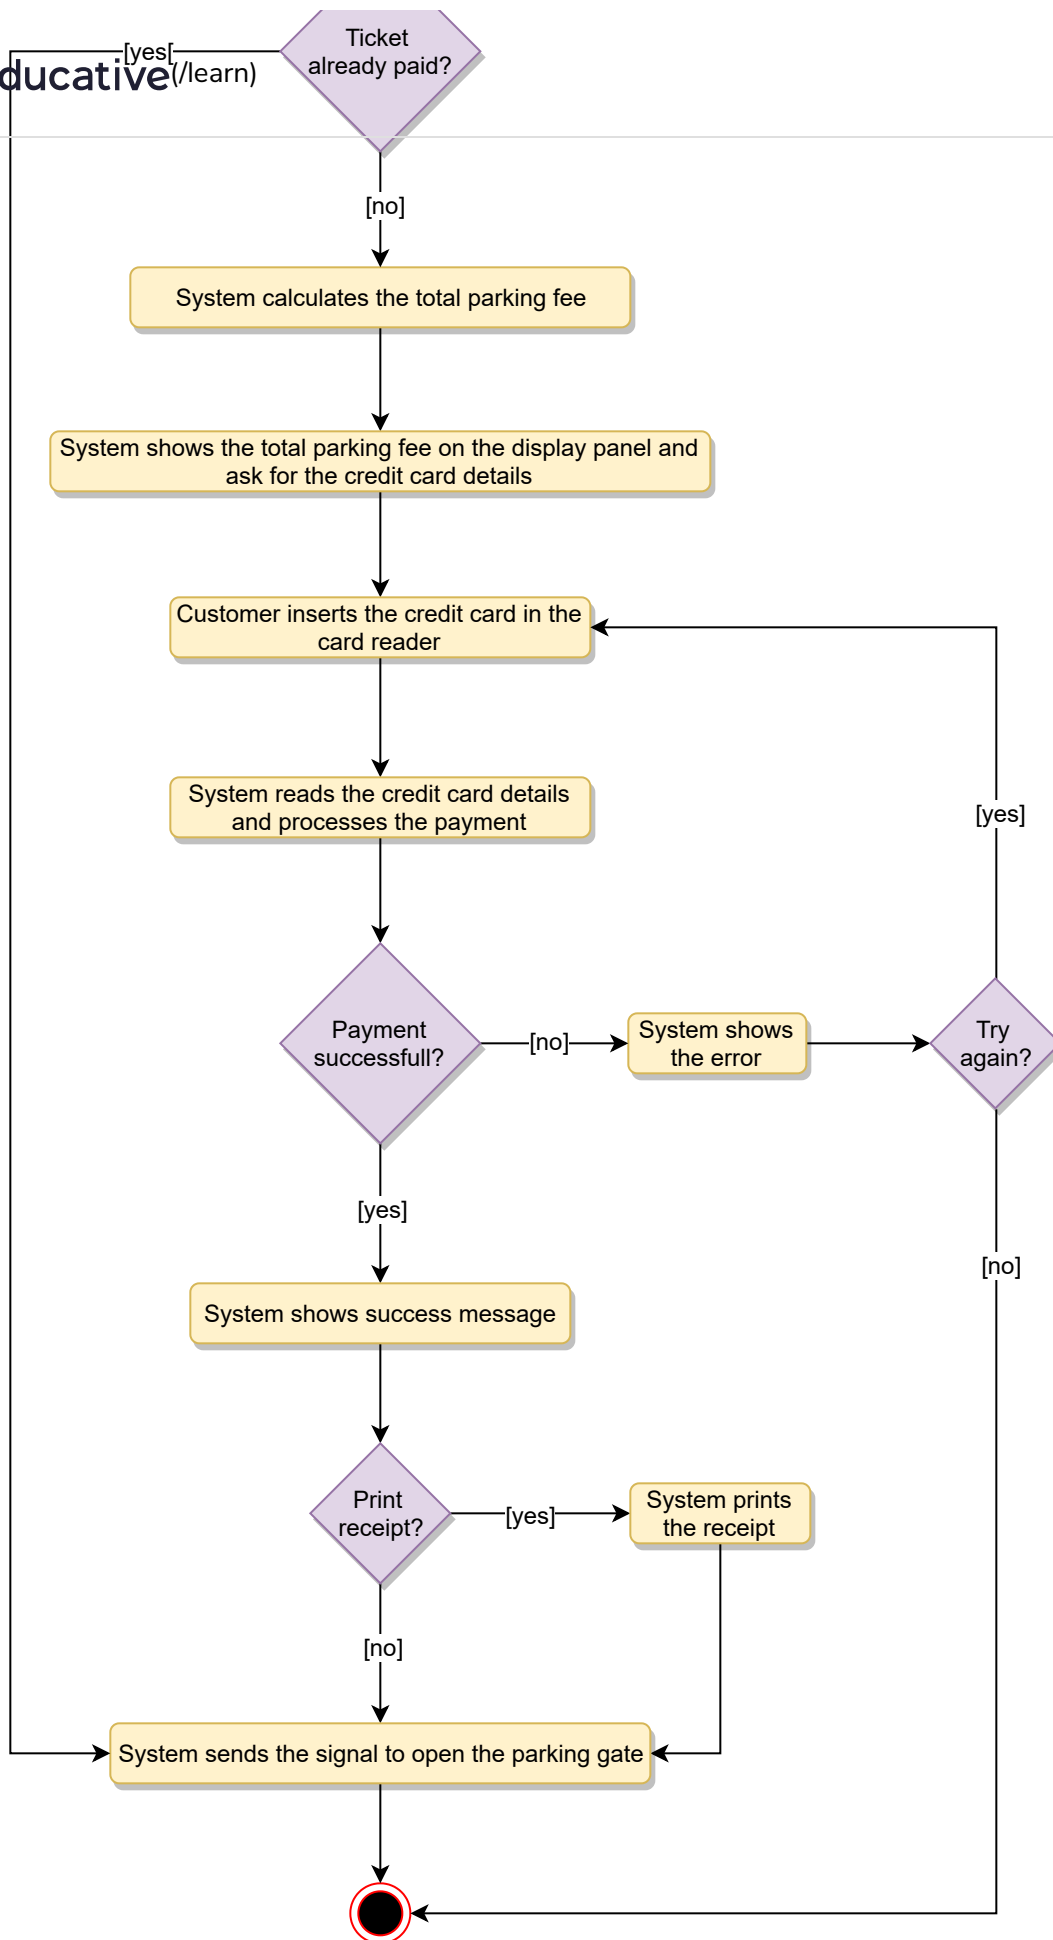 Ticket
already paid?
[yes[
ducative(/learn)
[no]
System calculates the total parking fee
System shows the total parking fee on the display panel and
ask for the credit card details
Customer inserts the credit card in the
card reader
System reads the credit card details
and processes the payment
[yes]
Payment
successfull?
[no]
System shows
the error
Try
again?
[yes]
[no]
System shows success message
Print
receipt?
[yes]
System prints
the receipt
[no]
System sends the signal to open the parking gate